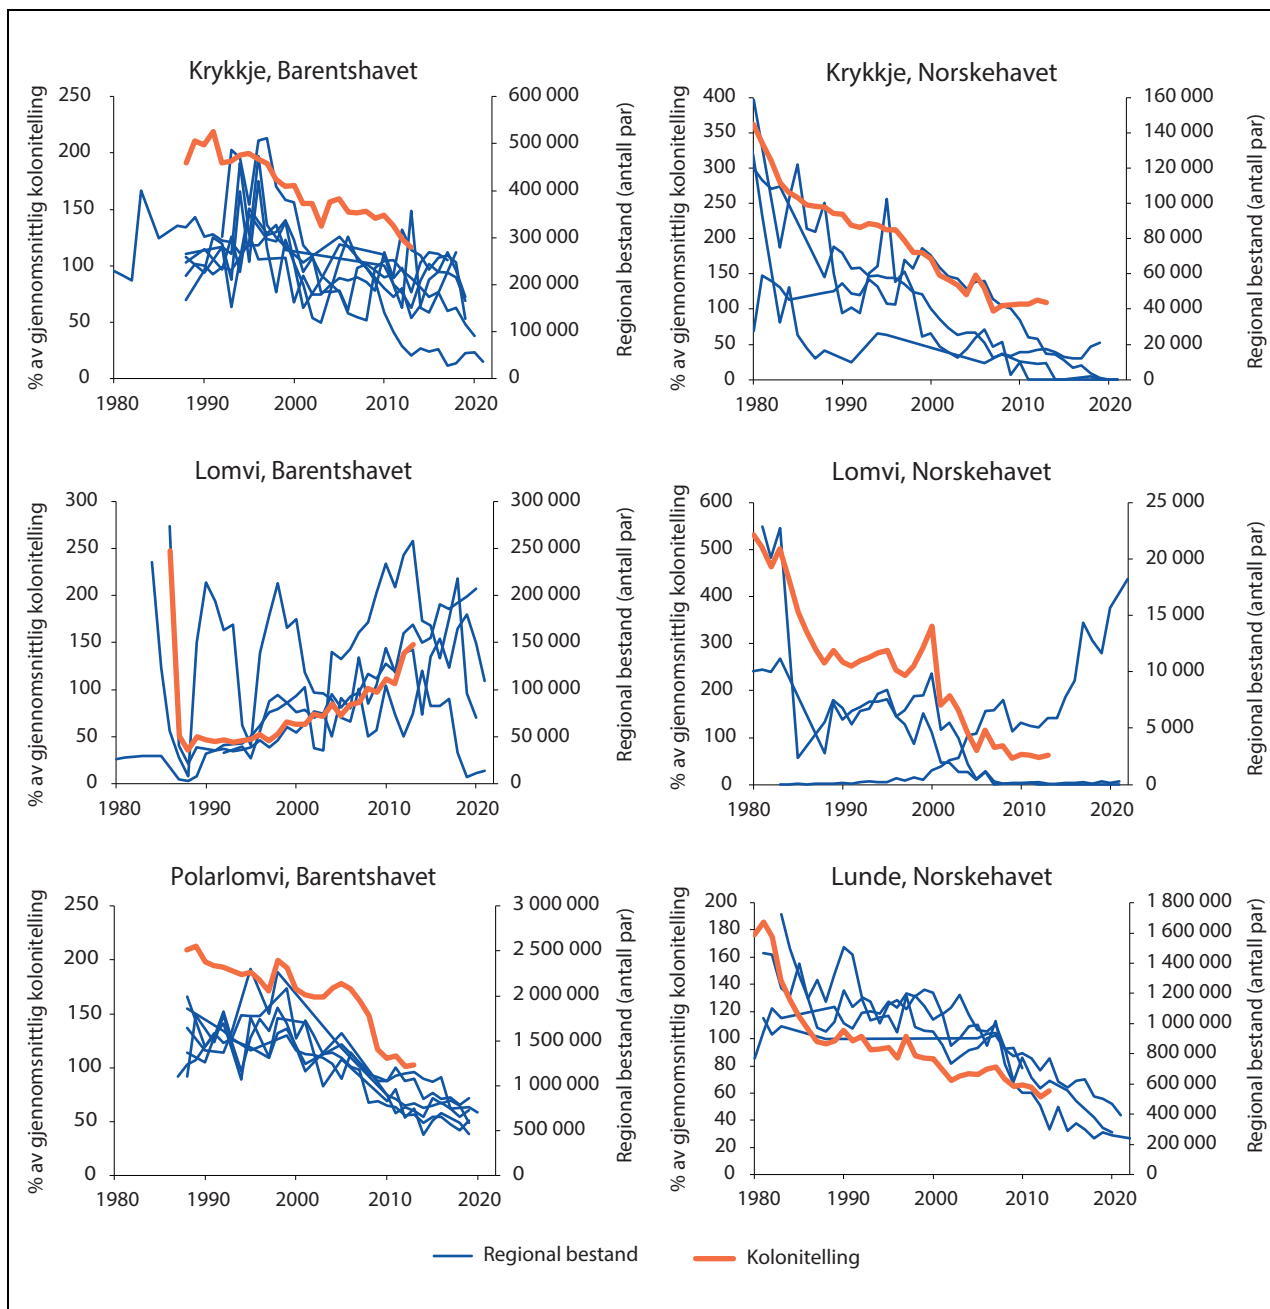 Krykkje, Barentshavet
% av gjennomsnittlig kolonitelling
250
200
150
100
50
0
600 000
500 000
400 000
300 000
200 000
100 000
0
Regional bestand (antall par)
1980 1990 2000 2010 2020
Krykkje, Norskehavet
% av gjennomsnittlig kolonitelling
400
350
300
250
200
150
100
50
0
160 000
140 000
120 000
100 000
80 000
60 000
40 000
20 000
0
Regional bestand (antall par)
1980 1990 2000 2010 2020
Lomvi, Barentshavet
% av gjennomsnittlig kolonitelling
300
250
200
150
100
50
0
300 000
250 000
200 000
150 000
100 000
50 000
0
Regional bestand (antall par)
1980 1990 2000 2010 2020
Lomvi, Norskehavet
% av gjennomsnittlig kolonitelling
600
500
400
300
200
100
0
25 000
20 000
15 000
10 000
5 000
0
Regional bestand (antall par)
1980 1990 2000 2010 2020
Polarlomvi, Barentshavet
% av gjennomsnittlig kolonitelling
250
200
150
100
50
0
3 000 000
2 500 000
2 000 000
1 500 000
1 000 000
500 000
0
Regional bestand (antall par)
1980 1990 2000 2010 2020
Lunde, Norskehavet
% av gjennomsnittlig kolonitelling
200
180
160
140
120
100
80
60
40
20
0
1 800 000
1 600 000
1 400 000
1 200 000
1 000 000
800 000
600 000
400 000
200 000
0
Regional bestand (antall par)
1980 1990 2000 2010 2020
Regional bestand Kolonitelling